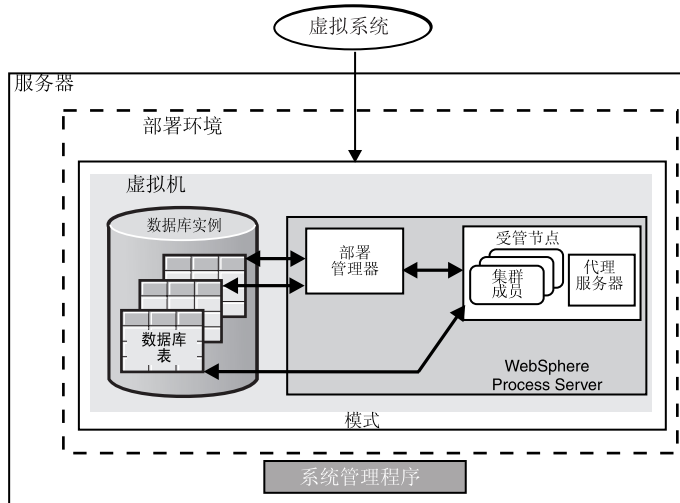 虚拟系统
服务器
部署环境
虚拟机
数据库实例
部署
管理器
受管节点
集群
成员
代理
服务器
数据库
表
WebSphere
Process Server
模式
系统管理程序